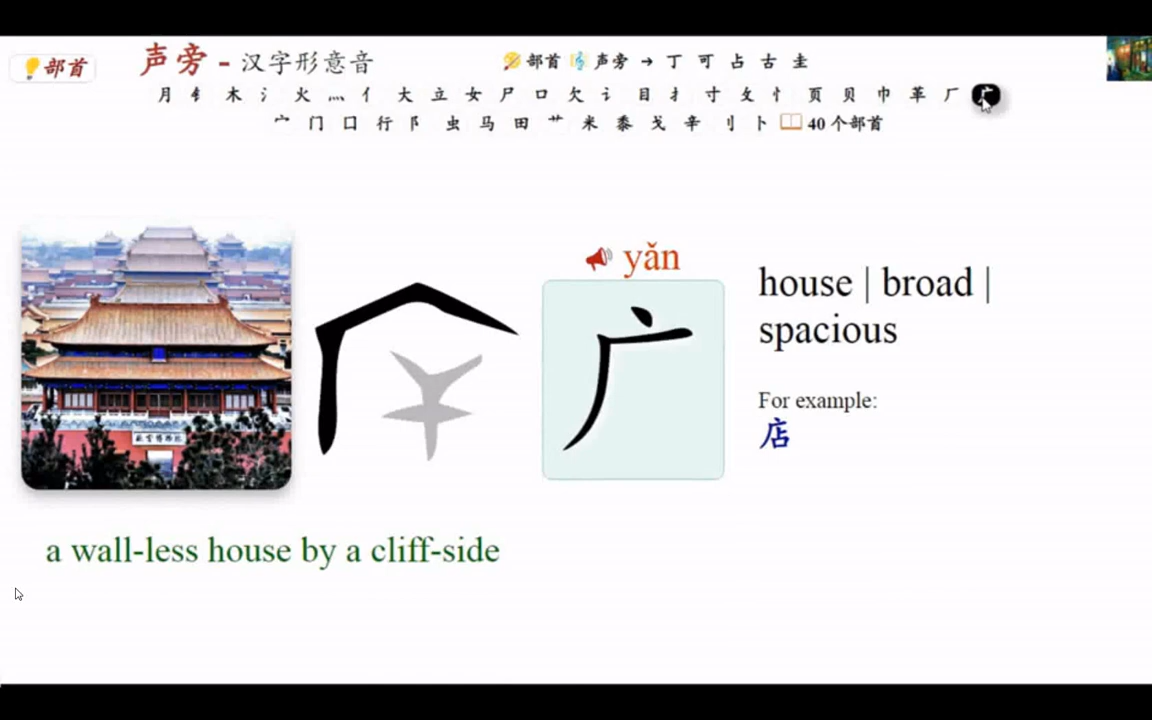 部首
声旁 - 汉字形意音
部首 声旁 → 丁 可 占 古 圭
月 钅 木 氵 火 灬 亻 大 立 女 尸 口 欠 讠 目 扌 寸 攵 忄 页 贝 巾 革 厂 广
宀 门 囗 行 阝 虫 马 田 艹 米 黍 戈 辛 刂 卜 40 个部首
yǎn
广
house | broad |
spacious
For example:
店
a wall-less house by a cliff-side